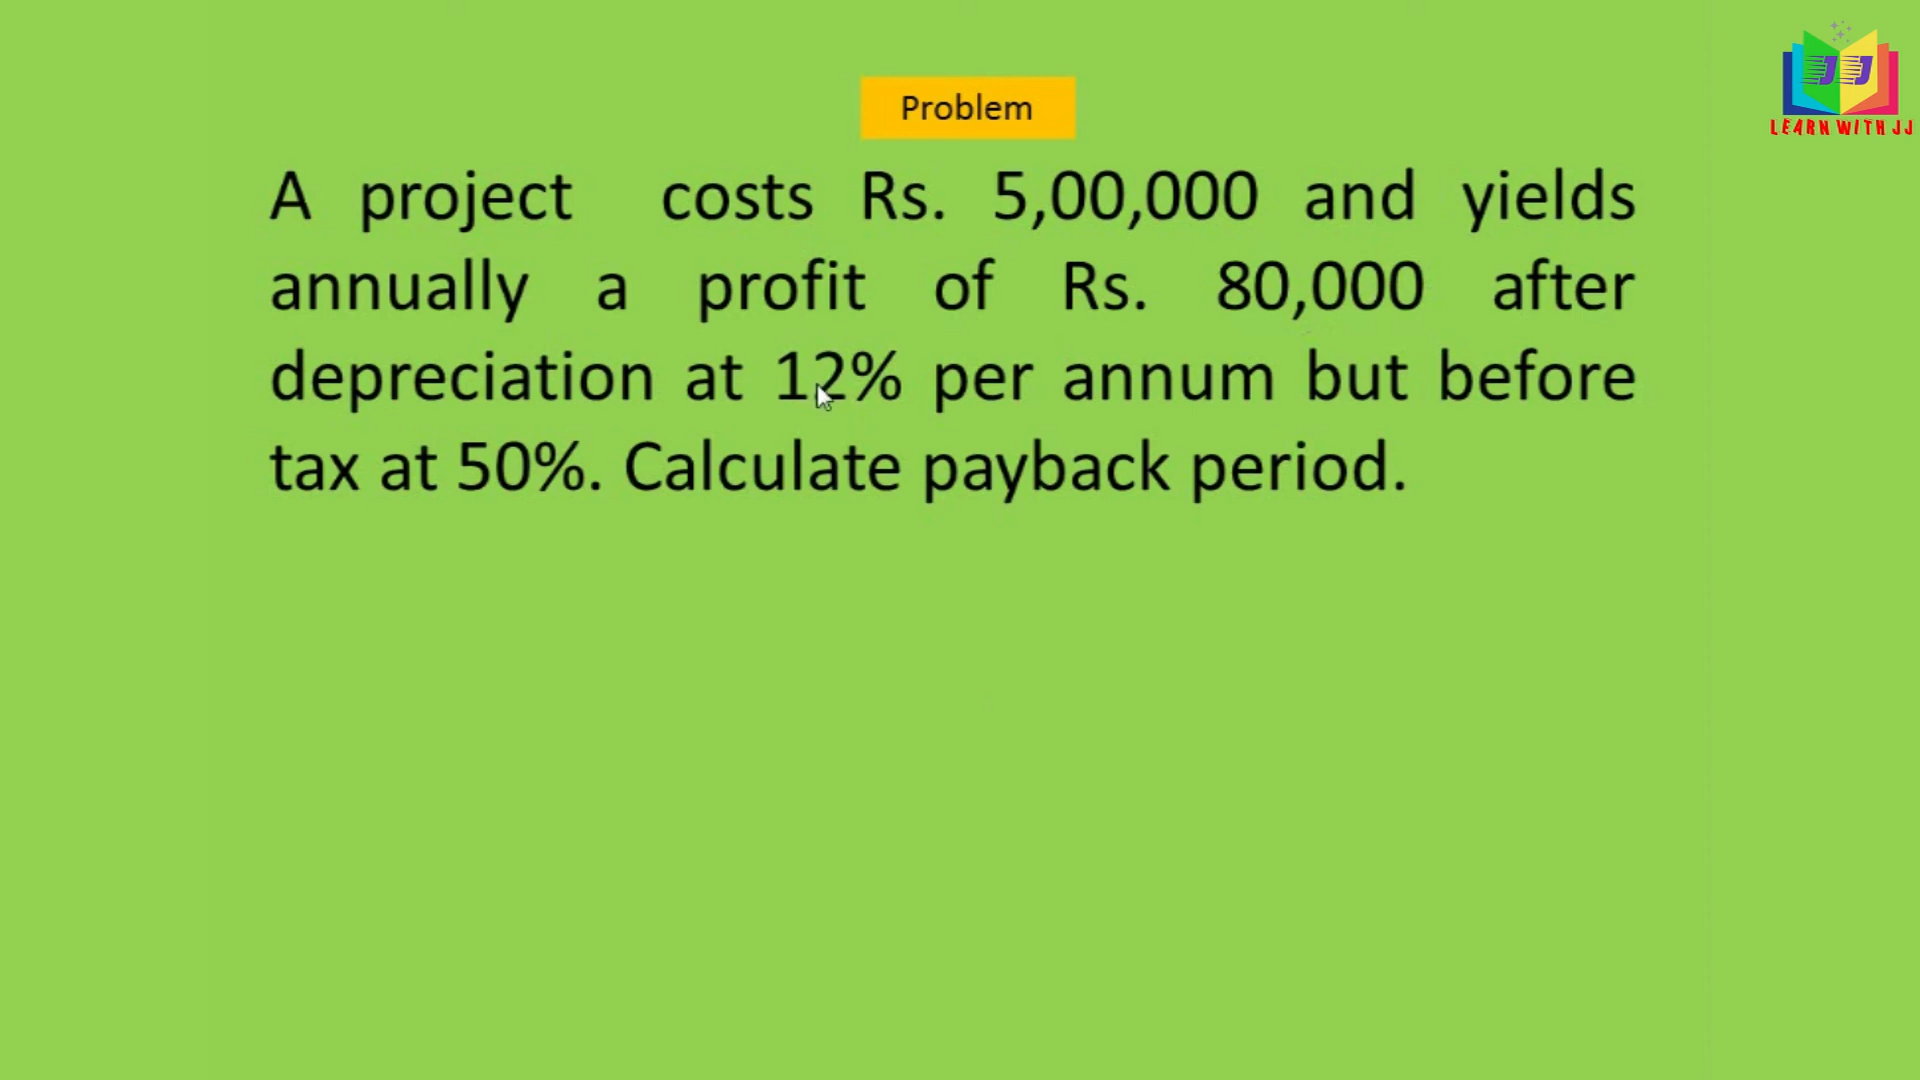 Problem
LEARN WITH JJ
A project costs Rs. 5,00,000 and yields
annually a profit of Rs. 80,000 after
depreciation at 12% per annum but before
tax at 50%. Calculate payback period.